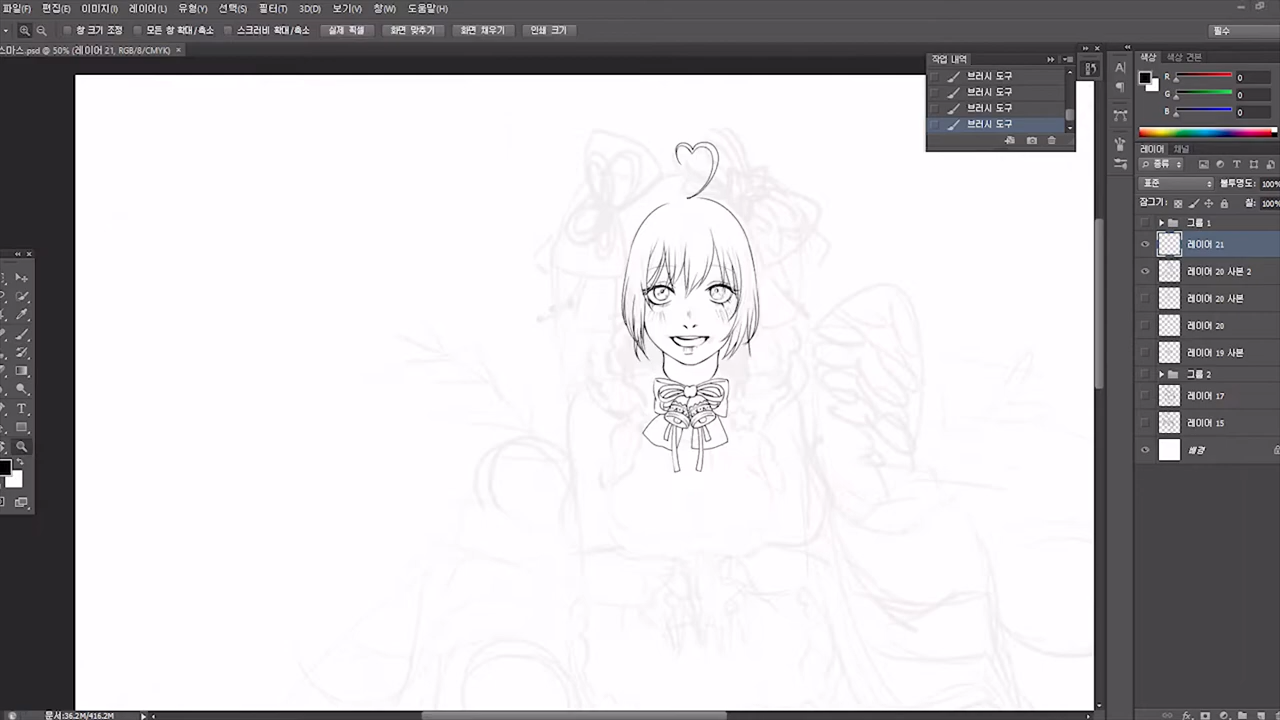 파일(F) 편집(E) 이미지(I) 레이어(L) 유형(Y) 선택(S) 필터(T) 3D(D) 보기(V) 창(W) 도움말(H)
창 크기 조정 모든 창 확대/축소 스크러비 확대/축소 실제 픽셀 화면 맞추기 화면 채우기 인쇄 크기 필수
스마스.psd @ 50% (레이어 21, RGB/8/CMYK)
작업 내역
브러시 도구
브러시 도구
브러시 도구
브러시 도구
색상 색상 견본
R 0
G 0
B 0
레이어 채널
종류
표준 불투명도: 100%
잠그기: 칠: 100%
그룹 1
레이어 21
레이어 20 사본 2
레이어 20 사본
레이어 20
레이어 19 사본
그룹 2
레이어 17
레이어 15
배경
문서:36.2M/416.2M